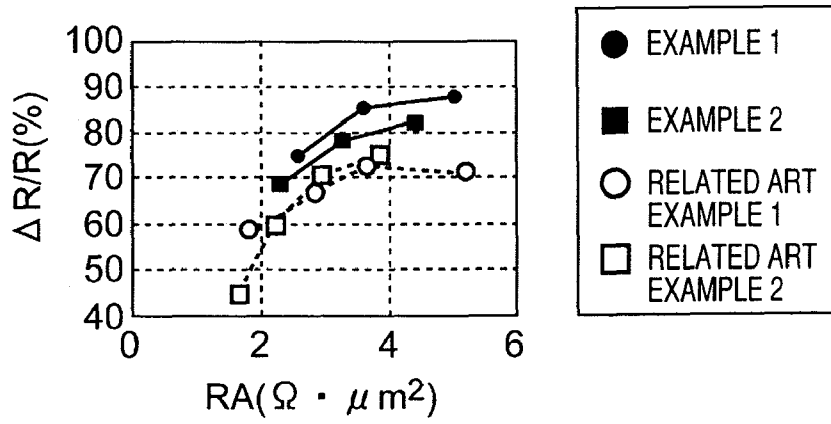 ΔR/R(%)
100
90
80
70
60
50
40
0
2
4
6
RA(Ω・μm²)
EXAMPLE 1
EXAMPLE 2
RELATED ART
EXAMPLE 1
RELATED ART
EXAMPLE 2